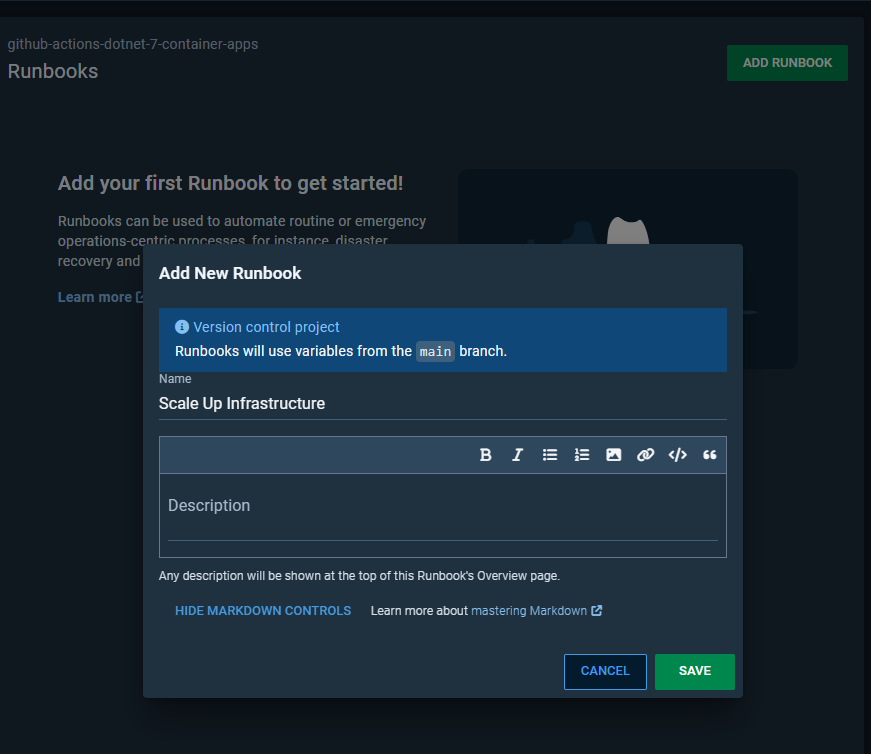 github-actions-dotnet-7-container-apps
Runbooks
ADD RUNBOOK
Add your first Runbook to get started!
Runbooks can be used to automate routine or emergency
operations-centric processes, for instance, disaster
recovery and
Learn more
Add New Runbook
Version control project
Runbooks will use variables from the main branch.
Name
Scale Up Infrastructure
Description
Any description will be shown at the top of this Runbook's Overview page.
HIDE MARKDOWN CONTROLS Learn more about mastering Markdown
CANCEL SAVE